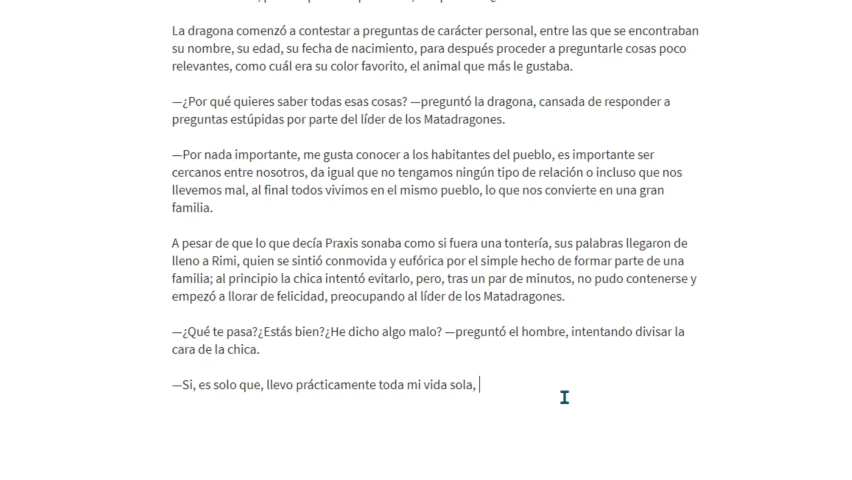 La dragona comenzó a contestar a preguntas de carácter personal, entre las que se encontraban
su nombre, su edad, su fecha de nacimiento, para después proceder a preguntarle cosas poco
relevantes, como cuál era su color favorito, el animal que más le gustaba.
—¿Por qué quieres saber todas esas cosas? —preguntó la dragona, cansada de responder a
preguntas estúpidas por parte del líder de los Matadragones.
—Por nada importante, me gusta conocer a los habitantes del pueblo, es importante ser
cercanos entre nosotros, da igual que no tengamos ningún tipo de relación o incluso que nos
llevemos mal, al final todos vivimos en el mismo pueblo, lo que nos convierte en una gran
familia.
A pesar de que lo que decía Praxis sonaba como si fuera una tontería, sus palabras llegaron de
lleno a Rimi, quien se sintió conmovida y eufórica por el simple hecho de formar parte de una
familia; al principio la chica intentó evitarlo, pero, tras un par de minutos, no pudo contenerse y
empezó a llorar de felicidad, preocupando al líder de los Matadragones.
—¿Qué te pasa?¿Estás bien?¿He dicho algo malo? —preguntó el hombre, intentando divisar la
cara de la chica.
—Si, es solo que, llevo prácticamente toda mi vida sola,